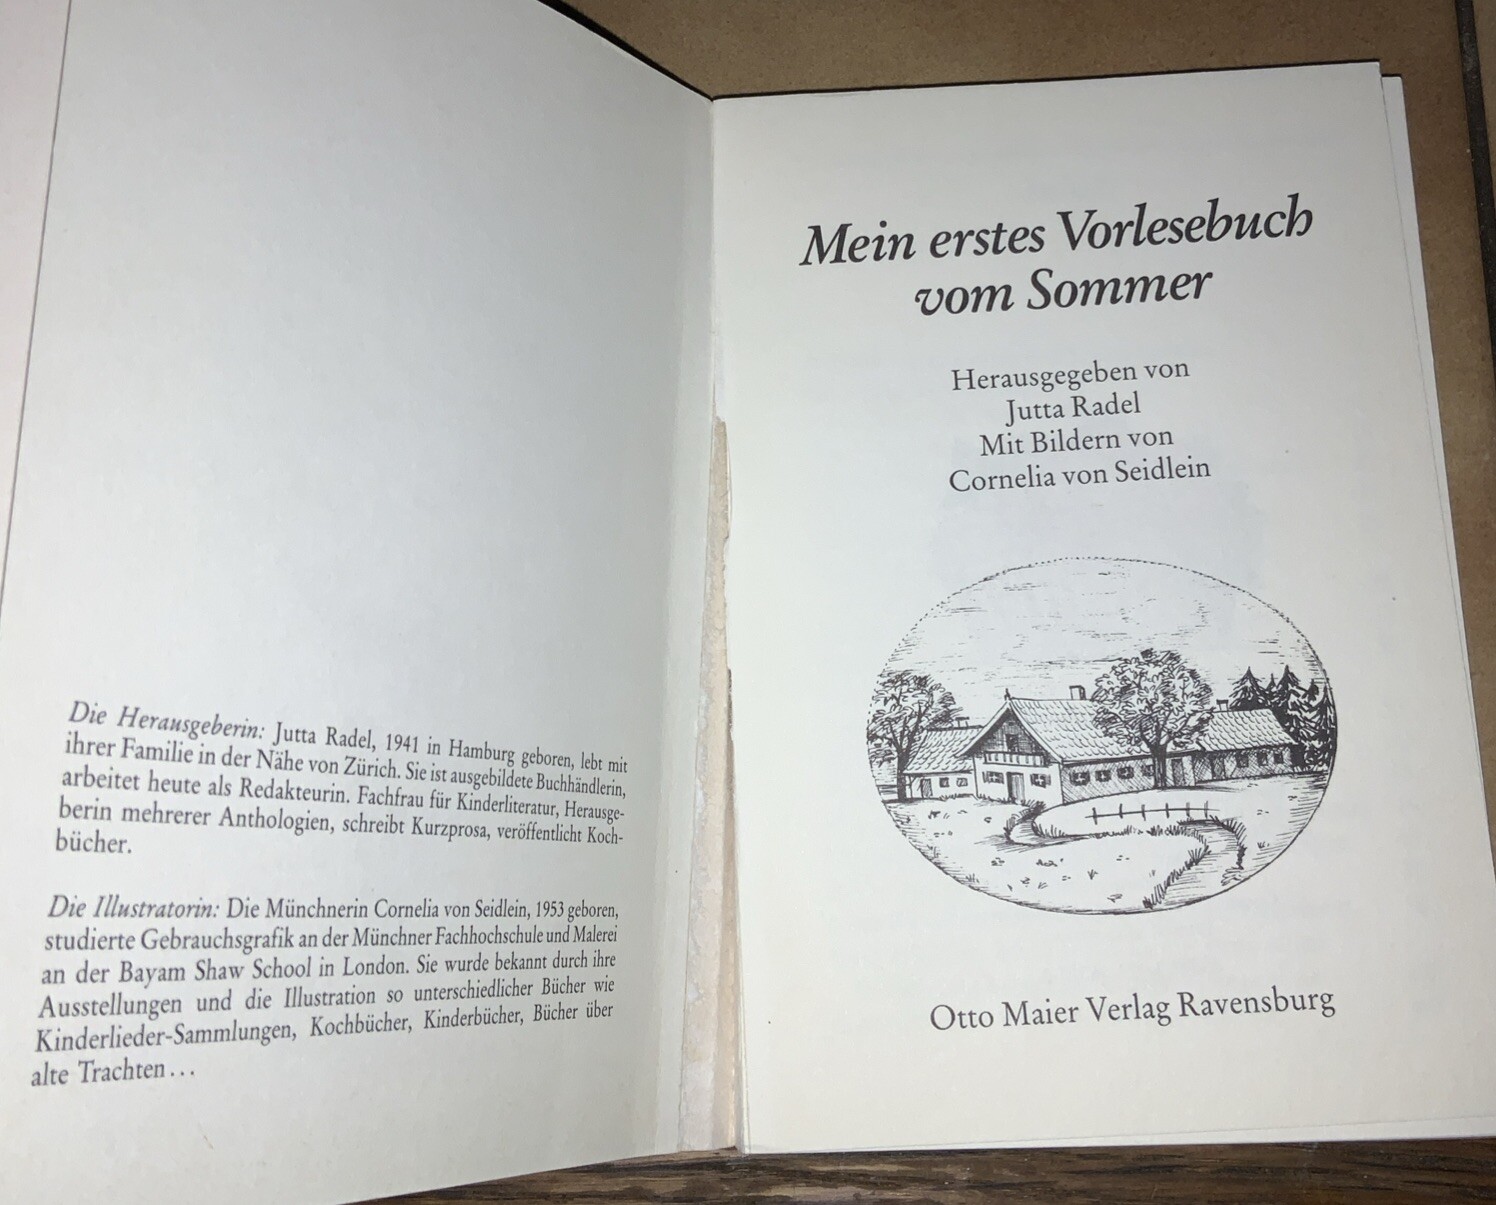 Die Herausgeberin: Jutta Radel, 1941 in Hamburg geboren, lebt mit
ihrer Familie in der Nähe von Zürich. Sie ist ausgebildete Buchhändlerin,
arbeitet heute als Redakteurin. Fachfrau für Kinderliteratur, Herausge-
berin mehrerer Anthologien, schreibt Kurzprosa, veröffentlicht Koch-
bücher.
Die Illustratorin: Die Münchnerin Cornelia von Seidlein, 1953 geboren,
studierte Gebrauchsgrafik an der Münchner Fachhochschule und Malerei
an der Bayam Shaw School in London. Sie wurde bekannt durch ihre
Ausstellungen und die Illustration so unterschiedlicher Bücher wie
Kinderlieder-Sammlungen, Kochbücher, Kinderbücher, Bücher über
alte Trachten...
Mein erstes Vorlesebuch
vom Sommer
Herausgegeben von
Jutta Radel
Mit Bildern von
Cornelia von Seidlein
Otto Maier Verlag Ravensburg